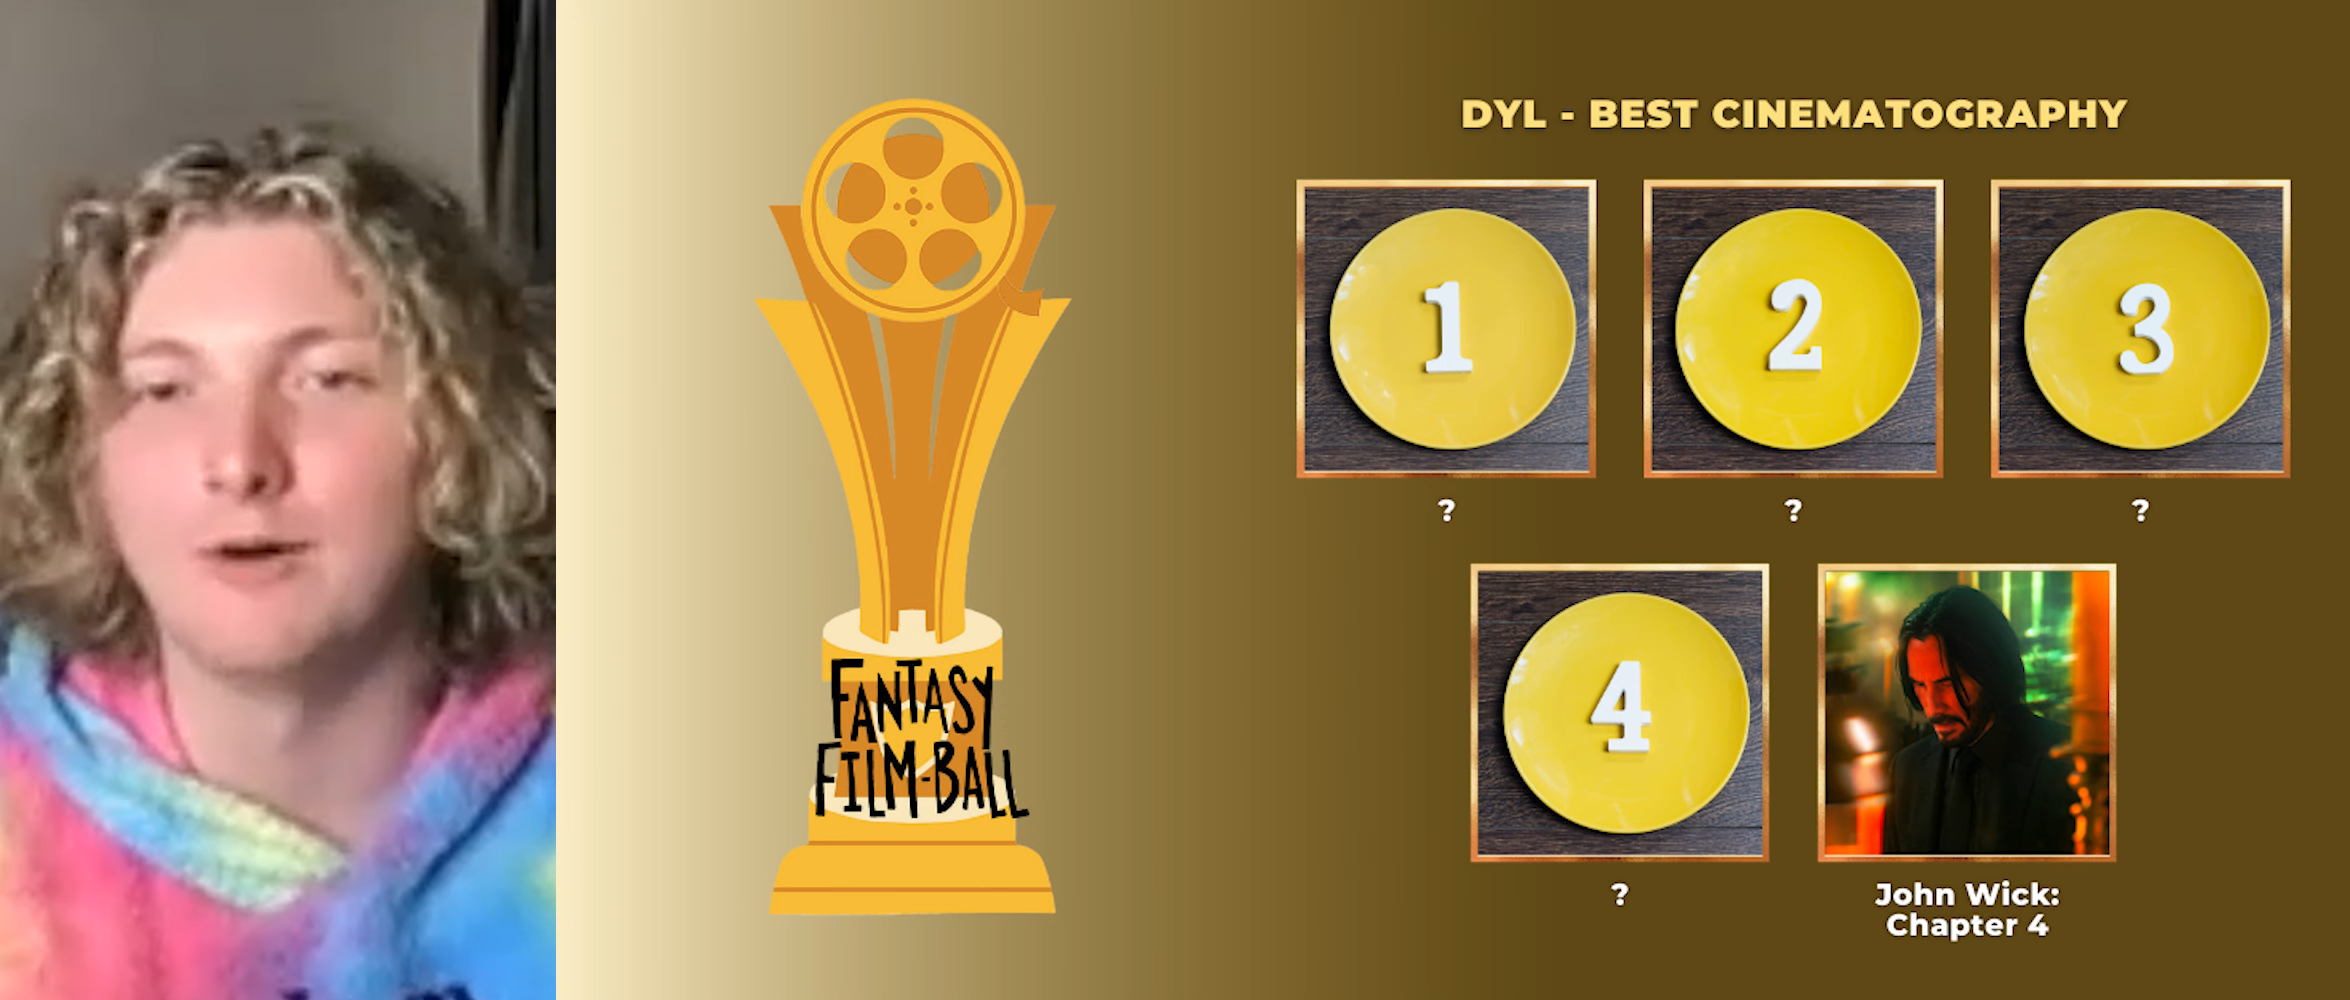 DYL - BEST CINEMATOGRAPHY
1
2
3
?
?
?
4
?
John Wick:
Chapter 4
FANTASY
FILM-BALL